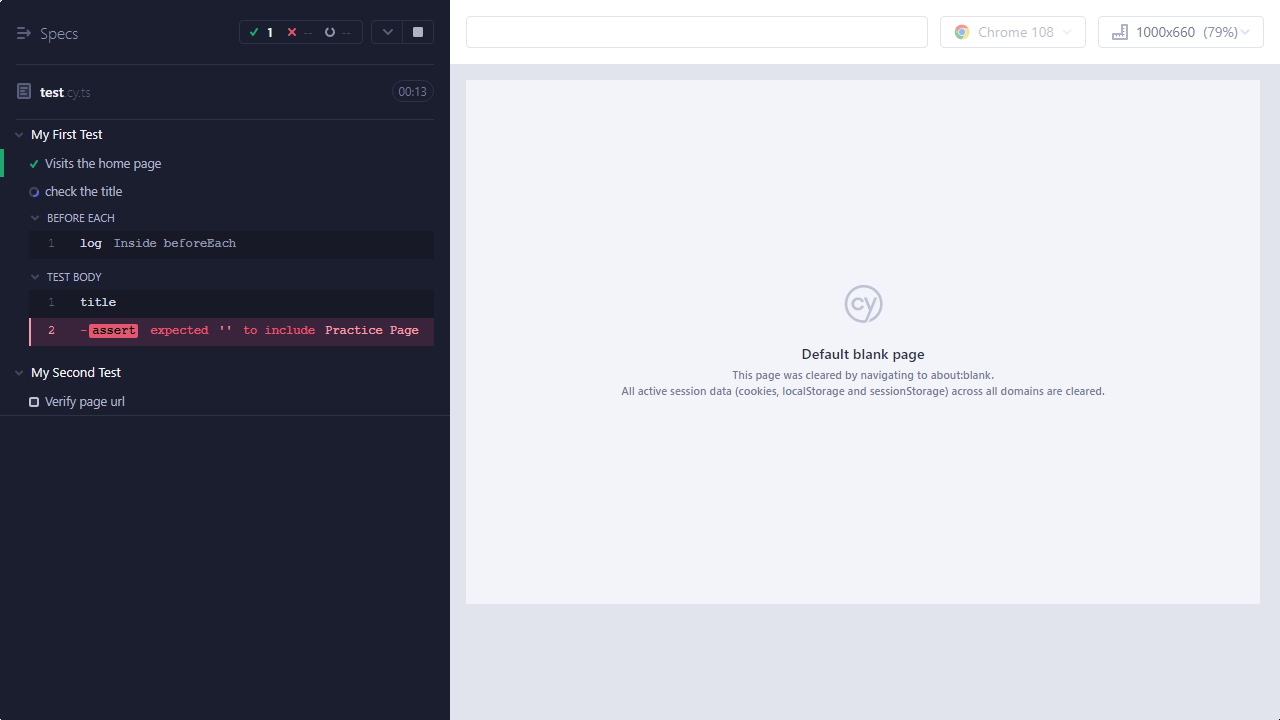 Specs
1 -- --
test.cy.ts 00:13
My First Test
Visits the home page
check the title
BEFORE EACH
1 log Inside beforeEach
TEST BODY
1 title
2 -assert expected '' to include Practice Page
My Second Test
Verify page url
Chrome 108
1000x660 (79%)
cy
Default blank page
This page was cleared by navigating to about:blank.
All active session data (cookies, localStorage and sessionStorage) across all domains are cleared.